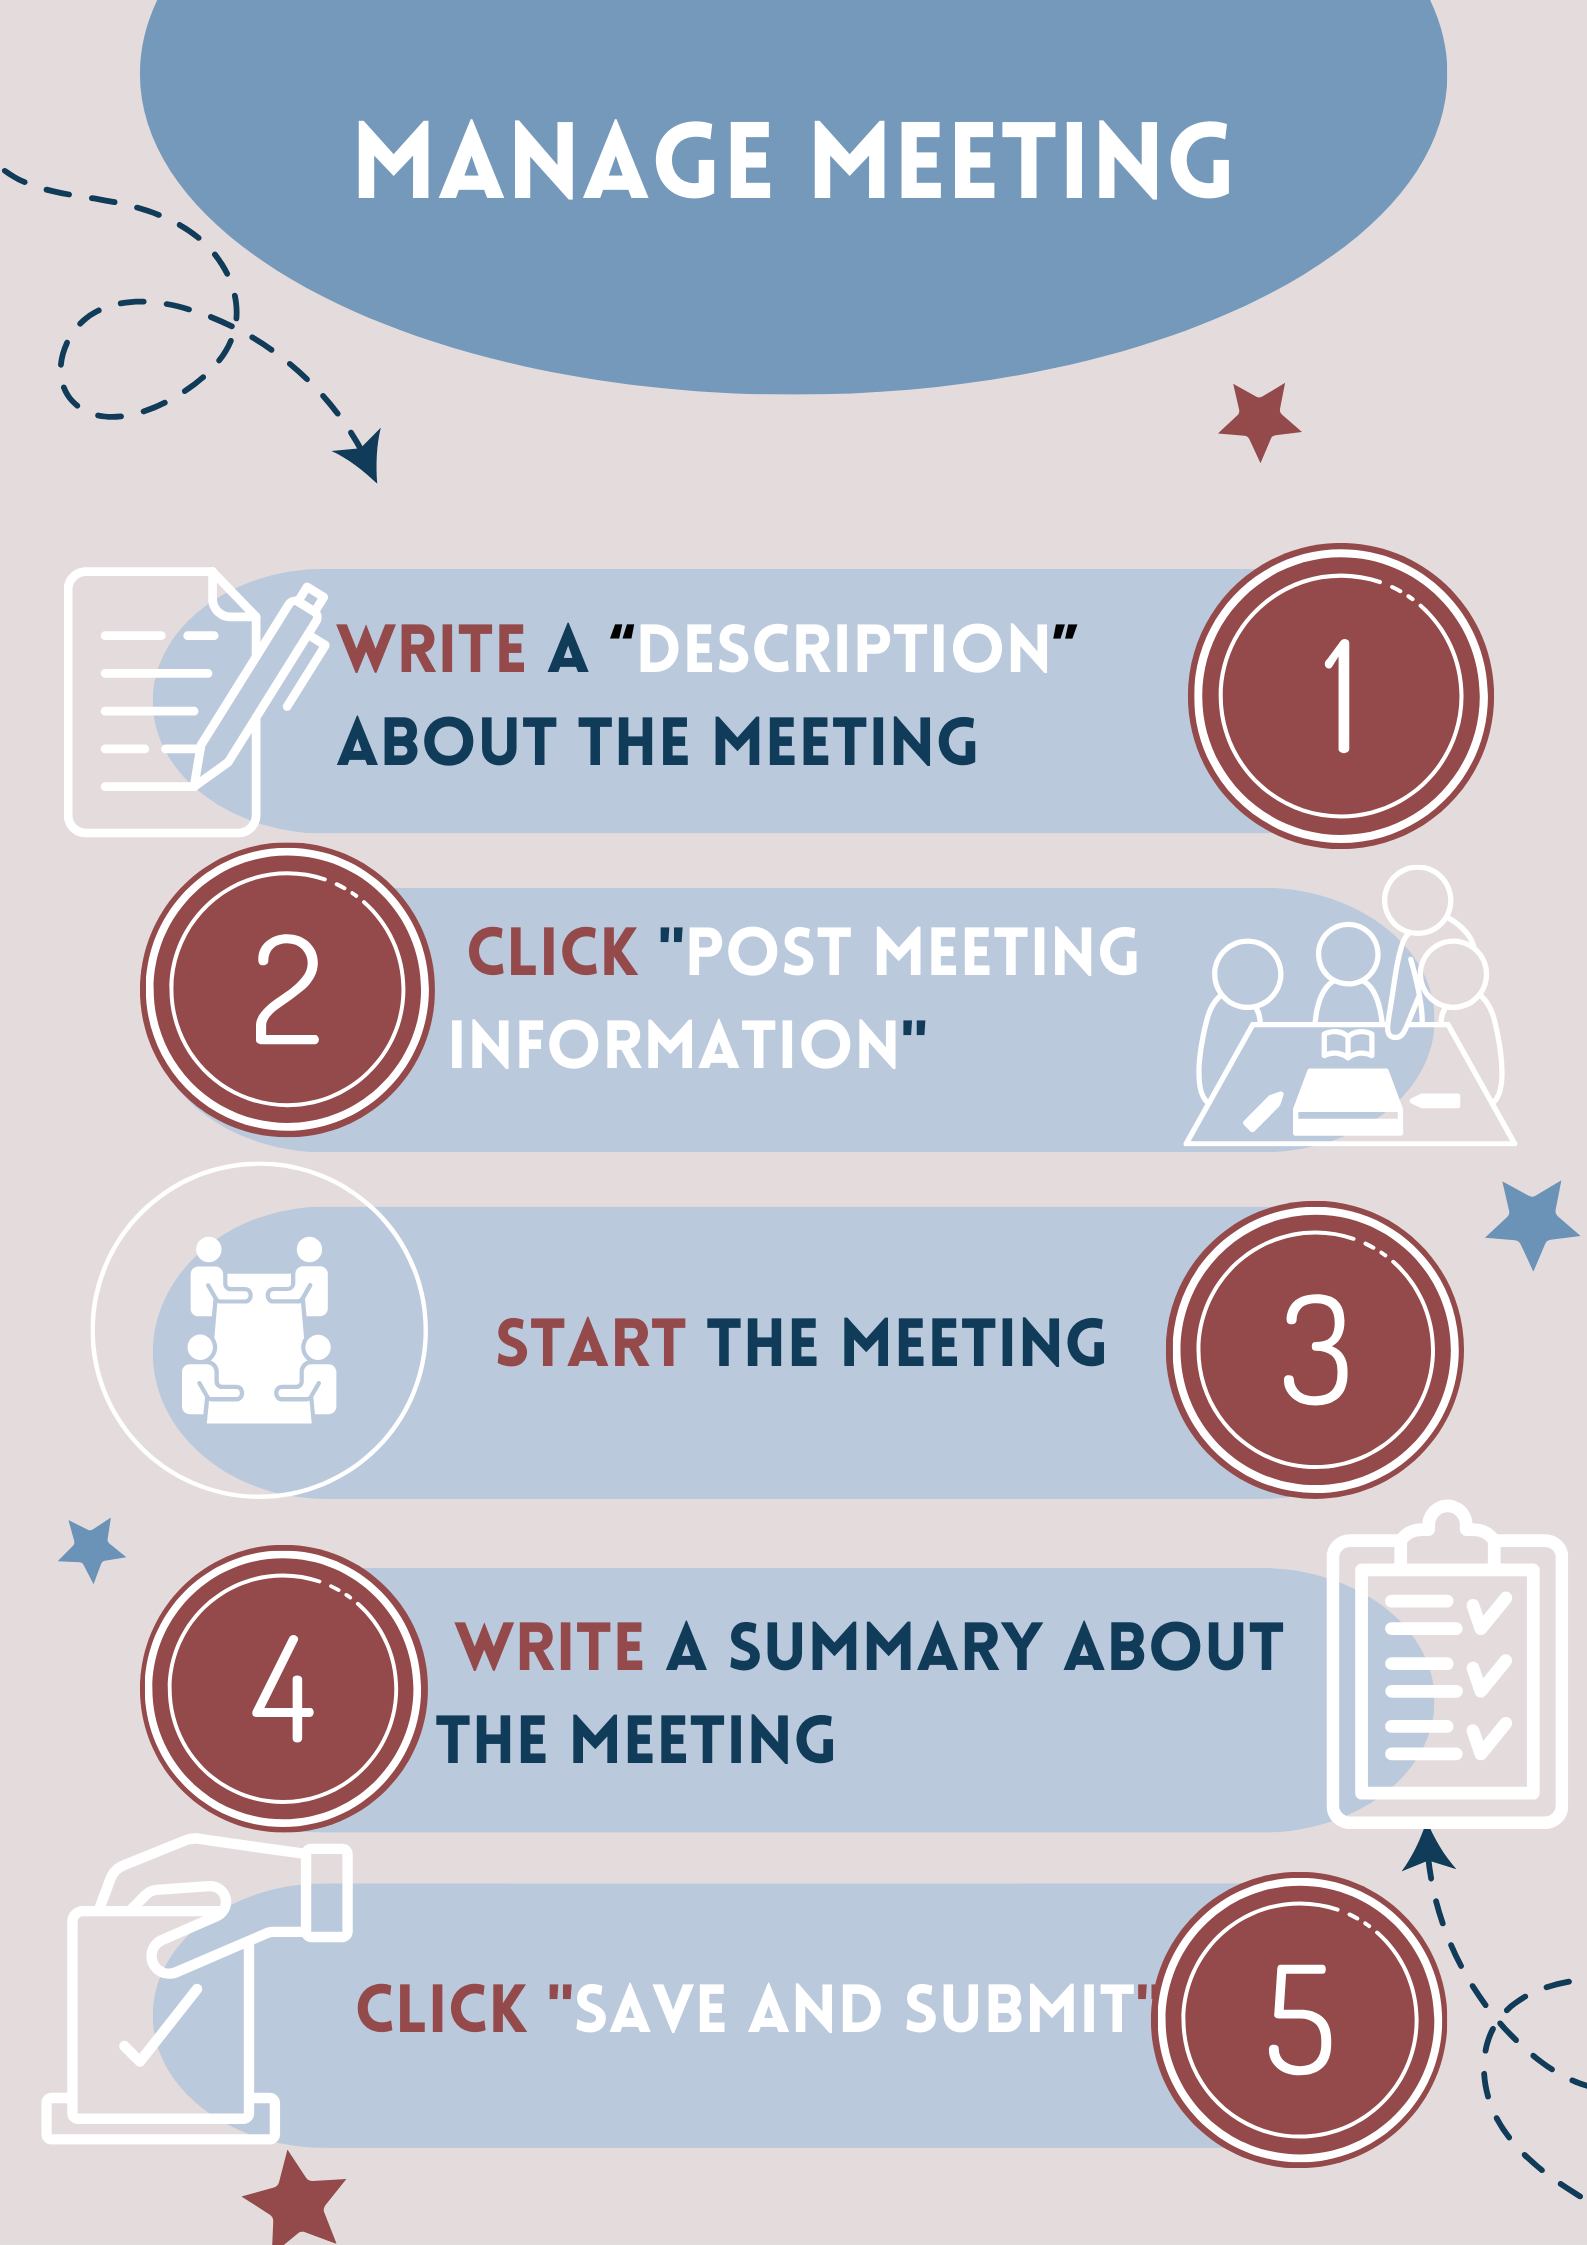 MANAGE MEETING
WRITE A "DESCRIPTION"
ABOUT THE MEETING
1
2
CLICK "POST MEETING
INFORMATION"
START THE MEETING
3
4
WRITE A SUMMARY ABOUT
THE MEETING
CLICK "SAVE AND SUBMIT"
5